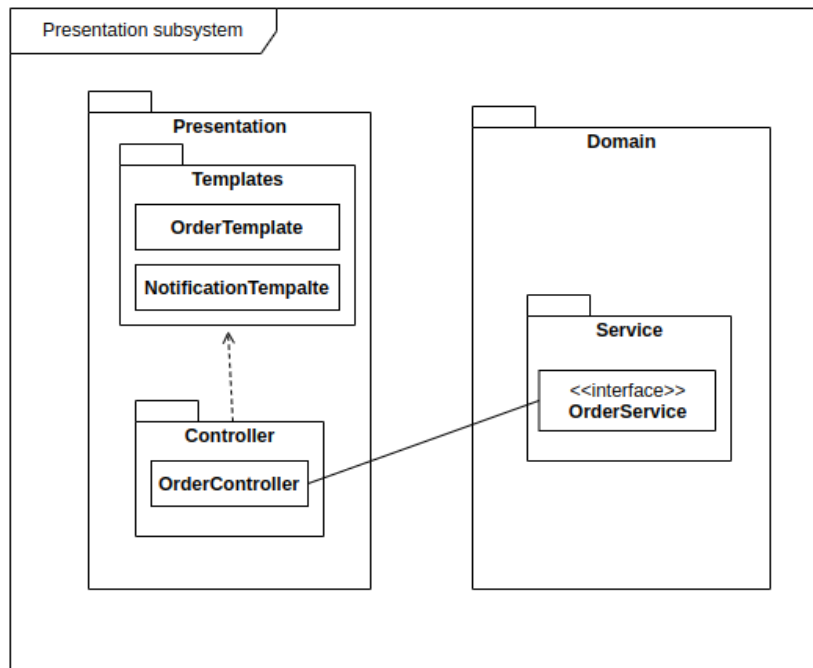 Presentation subsystem
Presentation
Templates
OrderTemplate
NotificationTempalte
Controller
OrderController
Domain
Service
<<interface>>
OrderService